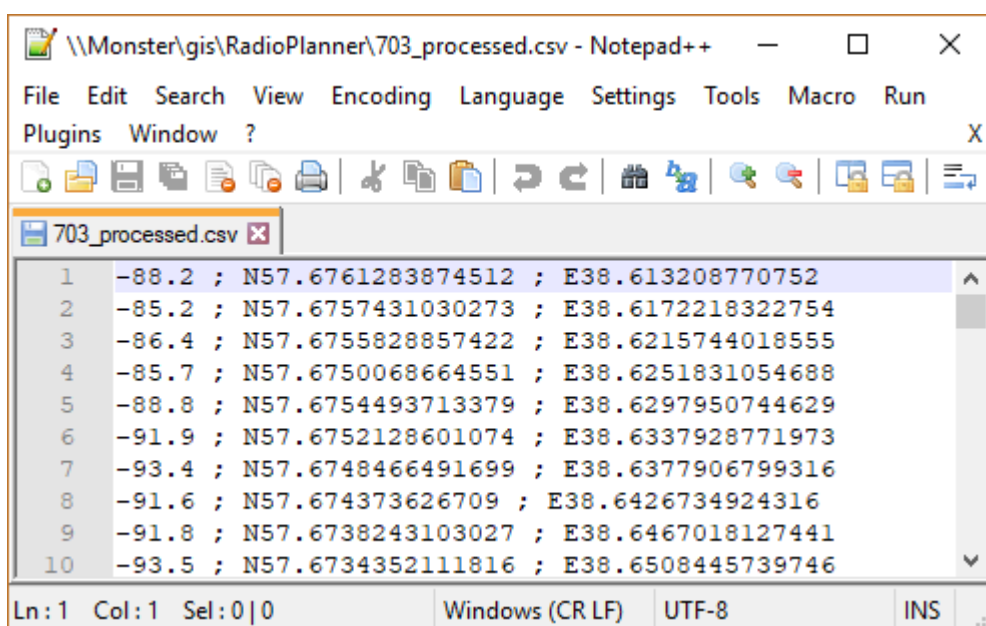 \\Monster\gis\RadioPlanner\703_processed.csv - Notepad++
File Edit Search View Encoding Language Settings Tools Macro Run
Plugins Window ? X
703_processed.csv
1 -88.2 ; N57.6761283874512 ; E38.613208770752
2 -85.2 ; N57.6757431030273 ; E38.6172218322754
3 -86.4 ; N57.6755828857422 ; E38.6215744018555
4 -85.7 ; N57.6750068664551 ; E38.6251831054688
5 -88.8 ; N57.6754493713379 ; E38.6297950744629
6 -91.9 ; N57.6752128601074 ; E38.6337928771973
7 -93.4 ; N57.6748466491699 ; E38.6377906799316
8 -91.6 ; N57.674373626709 ; E38.6426734924316
9 -91.8 ; N57.6738243103027 ; E38.6467018127441
10 -93.5 ; N57.6734352111816 ; E38.6508445739746
Ln : 1 Col : 1 Sel : 0 | 0 Windows (CR LF) UTF-8 INS